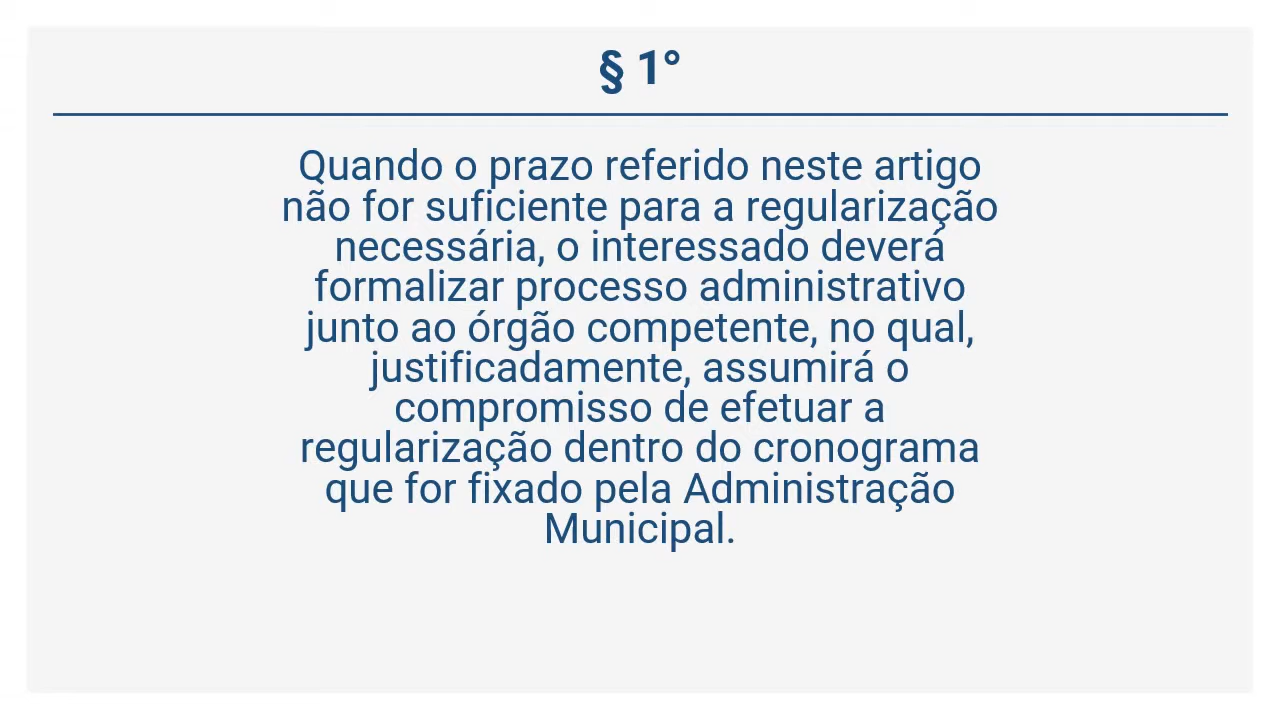 § 1°
Quando o prazo referido neste artigo
não for suficiente para a regularização
necessária, o interessado deverá
formalizar processo administrativo
junto ao órgão competente, no qual,
justificadamente, assumirá o
compromisso de efetuar a
regularização dentro do cronograma
que for fixado pela Administração
Municipal.